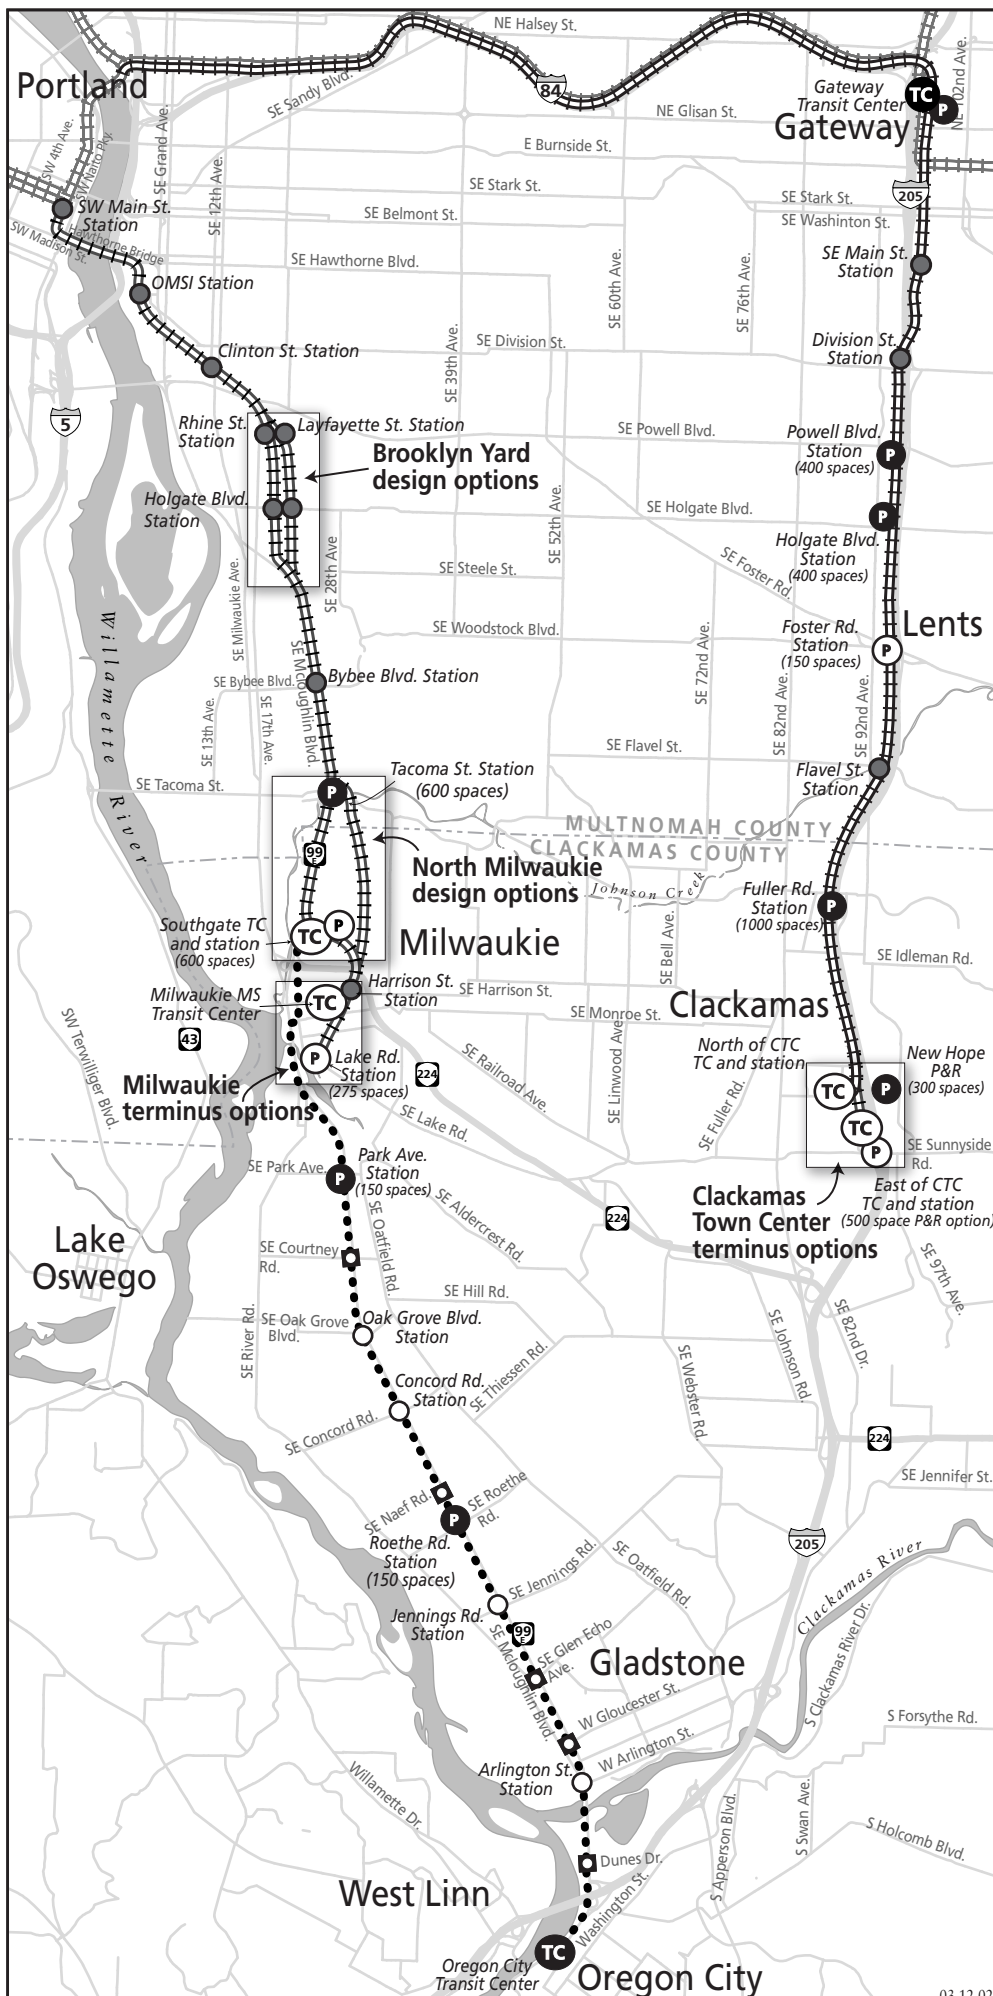 NE Halsey St.
Portland
SE Sandy Blvd.
84
Gateway
Transit Center
TC
P
NE 102nd Ave.
NE Glisan St.
Gateway
SW 4th Ave.
SW Naito Pky.
SE Grand Ave.
SE 12th Ave.
E Burnside St.
SE Stark St.
SE Stark St.
205
SW Main St.
Station
SE Belmont St.
SE Washinton St.
SW Madison St.
Hawthorne Bridge
SE Hawthorne Blvd.
SE 60th Ave.
SE 76th Ave.
SE Main St.
Station
OMSI Station
SE 39th Ave.
SE Division St.
Division St.
Station
Clinton St. Station
5
Rhine St.
Station
Layfayette St. Station
SE Powell Blvd.
Powell Blvd.
Station
(400 spaces)
P
Brooklyn Yard
design options
Holgate Blvd.
Station
SE 52th Ave.
SE Holgate Blvd.
P
Holgate Blvd.
Station
(400 spaces)
SE 28th Ave
SE Steele St.
SE Foster Rd.
SE Milwaukie Ave.
Willamette River
SE Woodstock Blvd.
Foster Rd.
Station
(150 spaces)
P
Lents
SE Mcloughlin Blvd.
SE 72nd Ave.
SE Bybee Blvd.
Bybee Blvd. Station
SE 13th Ave.
SE 17th Ave.
SE 82nd Ave.
SE 92nd Ave.
SE Flavel St.
Flavel St.
Station
SE Tacoma St.
P
Tacoma St. Station
(600 spaces)
MULTNOMAH COUNTY
CLACKAMAS COUNTY
99
E
North Milwaukie
design options
Johnson Creek
Fuller Rd.
Station
(1000 spaces)
P
Southgate TC
and station
(600 spaces)
TC
P
Milwaukie
SE Bell Ave.
SE Idleman Rd.
Milwaukie MS
Transit Center
TC
Harrison St.
Station
SE Harrison St.
Clackamas
SE Monroe St.
43
SW Terwilliger Blvd.
P
Lake Rd.
Station
(275 spaces)
224
SE Railroad Ave.
SE Linwood Ave.
North of CTC
TC and station
New Hope
P&R
(300 spaces)
TC
P
Milwaukie
terminus options
SE Lake Rd.
SE Fuller Rd.
TC
P
SE Sunnyside
Rd.
SE Park Ave.
P
Park Ave.
Station
(150 spaces)
East of CTC
TC and station
(500 space P&R option)
Clackamas
Town Center
terminus options
SE Oatfield Rd.
SE Aldercrest Rd.
224
Lake
Oswego
SE Courtney
Rd.
SE 97th Ave.
SE Hill Rd.
SE River Rd.
SE Oak Grove
Blvd.
Oak Grove Blvd.
Station
SE Johnson Rd.
SE 82nd Dr.
SE Thiessen Rd.
SE Webster Rd.
Concord Rd.
Station
SE Concord Rd.
224
SE Jennifer St.
SE Naef Rd.
SE Roethe
Rd.
P
Roethe Rd.
Station
(150 spaces)
205
SE Jennings Rd.
SE Oatfield Rd.
Clackamas River
Jennings Rd.
Station
99
E
SE Mcloughlin Blvd.
SE Glen Echo
Ave.
Gladstone
S Clackamas River Dr.
W Gloucester St.
S Forsythe Rd.
W Arlington St.
Arlington St.
Station
Willamette Dr.
S Apperson Blvd.
S Swan Ave.
S Holcomb Blvd.
Dunes Dr.
West Linn
Washington St.
TC
Oregon City
Transit Center
Oregon City
03.12.02